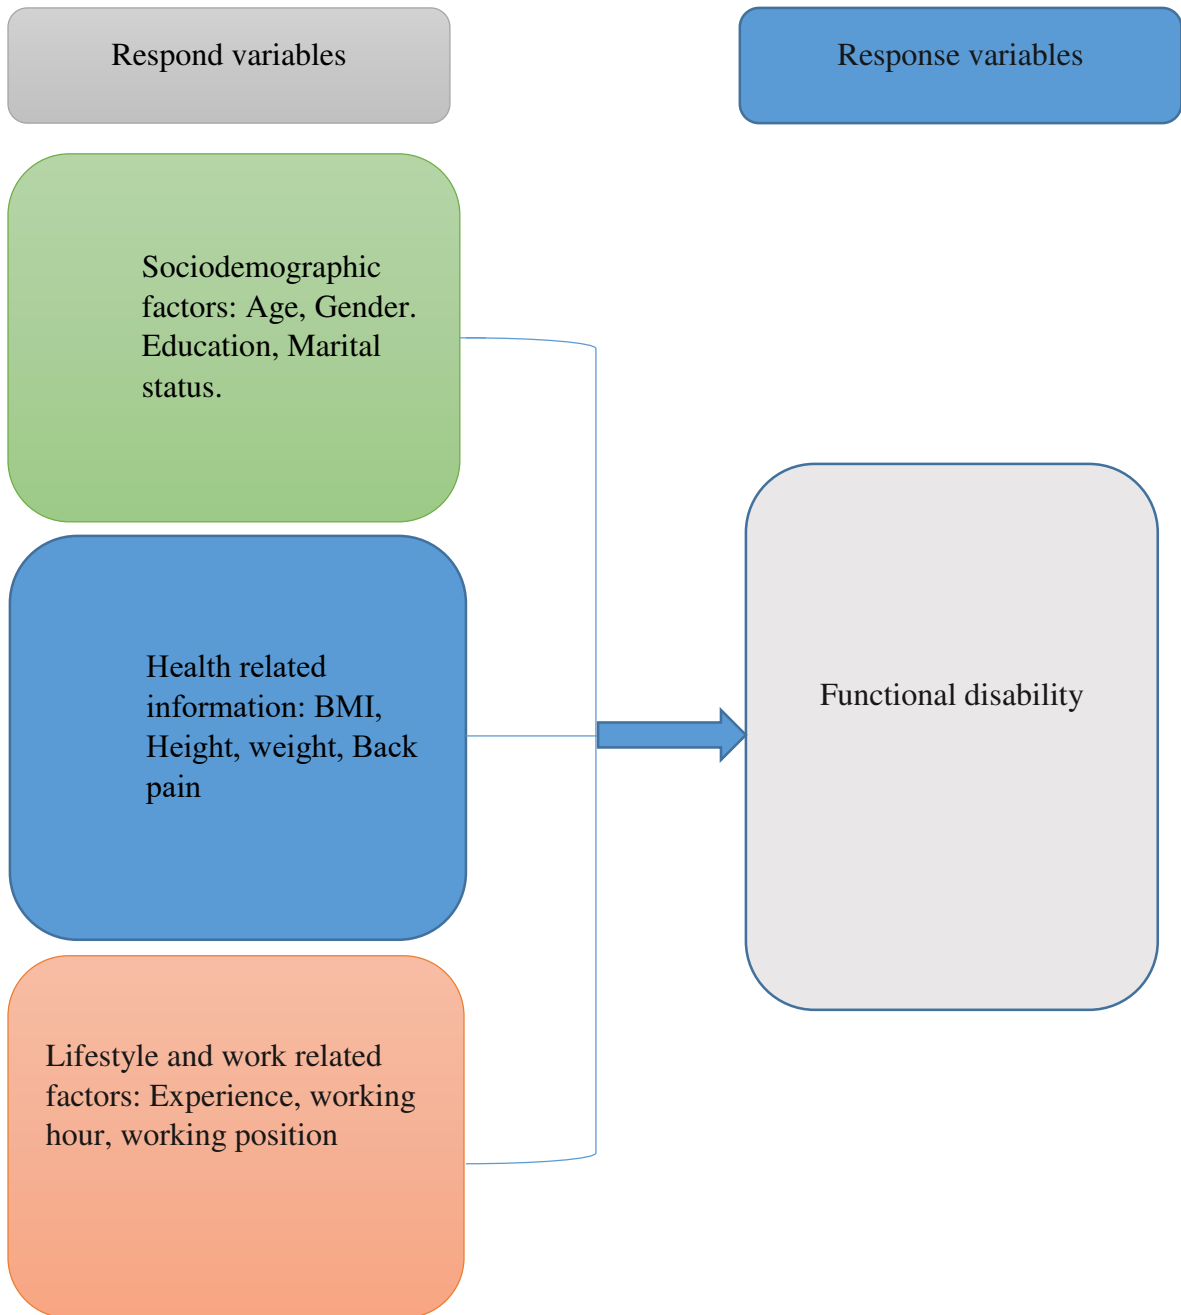 Respond variables
Response variables
Sociodemographic
factors: Age, Gender.
Education, Marital
status.
Health related
information: BMI,
Height, weight, Back
pain
Functional disability
Lifestyle and work related
factors: Experience, working
hour, working position